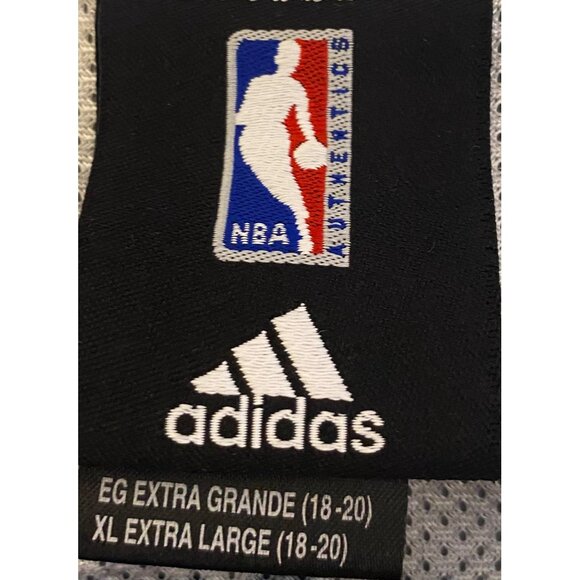 NBA
AUTHENTICS
adidas
EG EXTRA GRANDE (18-20)
XL EXTRA LARGE (18-20)